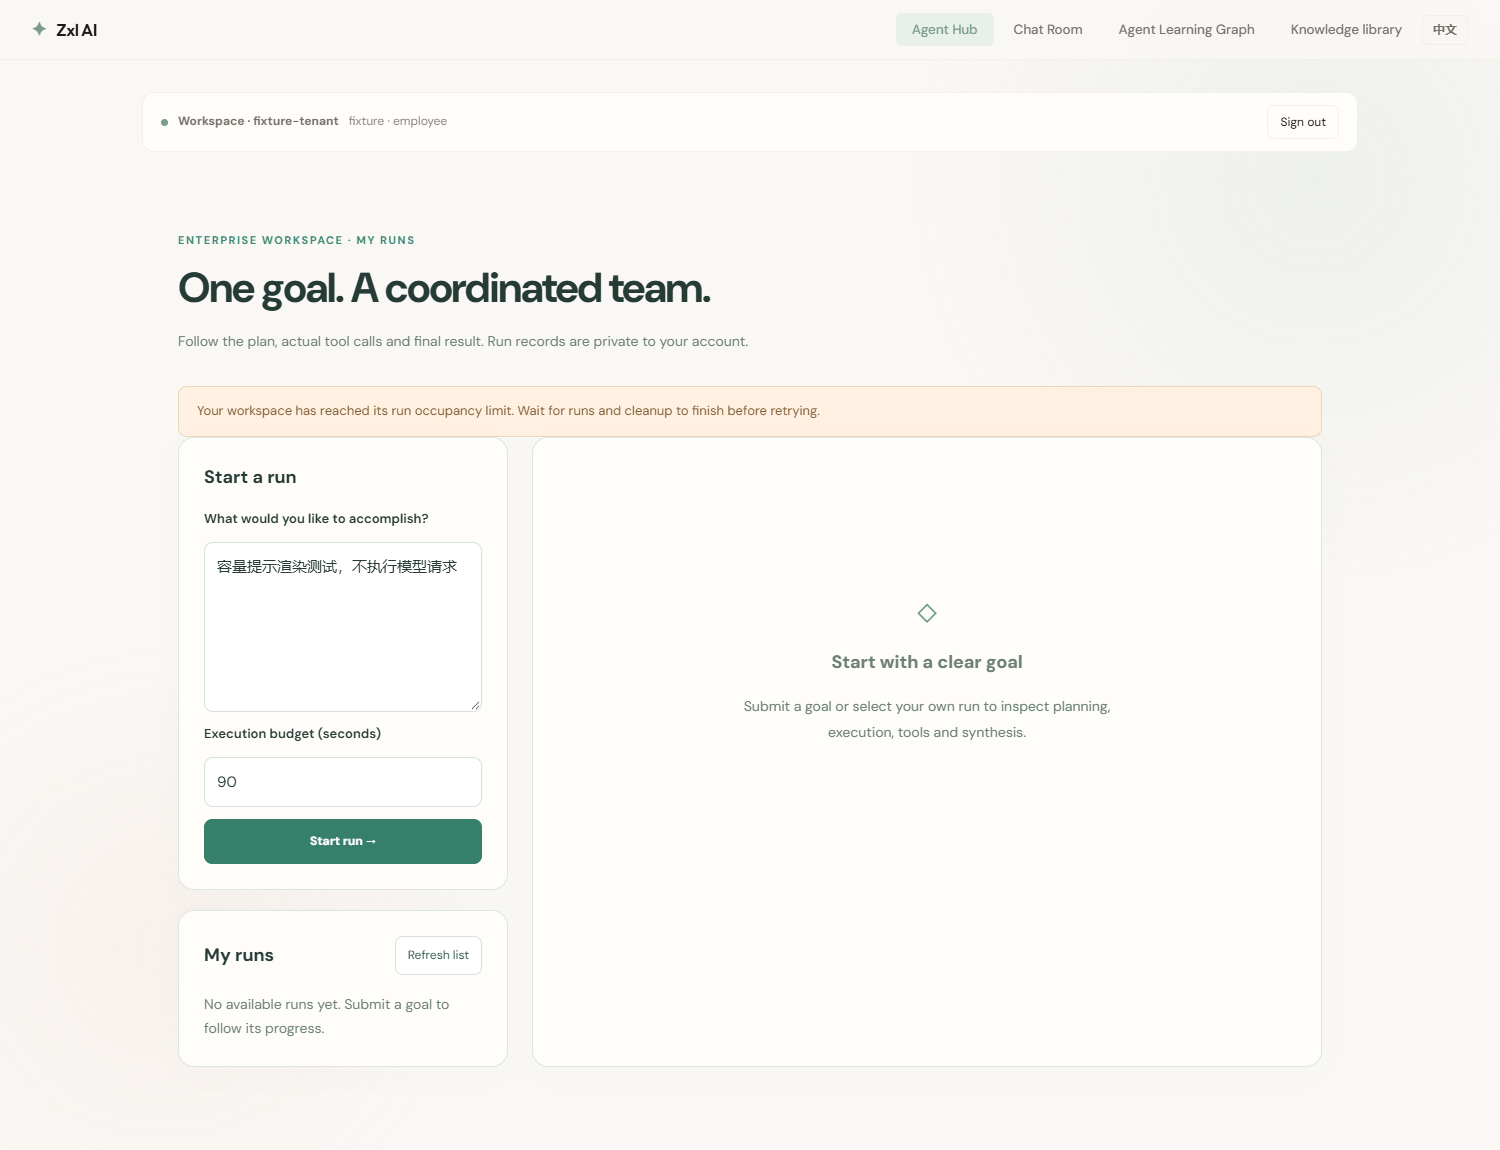 Zxl AI
Agent Hub
Chat Room
Agent Learning Graph
Knowledge library
中文
Workspace · fixture-tenant fixture · employee
Sign out
ENTERPRISE WORKSPACE · MY RUNS
One goal. A coordinated team.
Follow the plan, actual tool calls and final result. Run records are private to your account.
Your workspace has reached its run occupancy limit. Wait for runs and cleanup to finish before retrying.
Start a run
What would you like to accomplish?
容量提示渲染测试，不执行模型请求
Execution budget (seconds)
90
Start run →
My runs
Refresh list
No available runs yet. Submit a goal to
follow its progress.
Start with a clear goal
Submit a goal or select your own run to inspect planning,
execution, tools and synthesis.